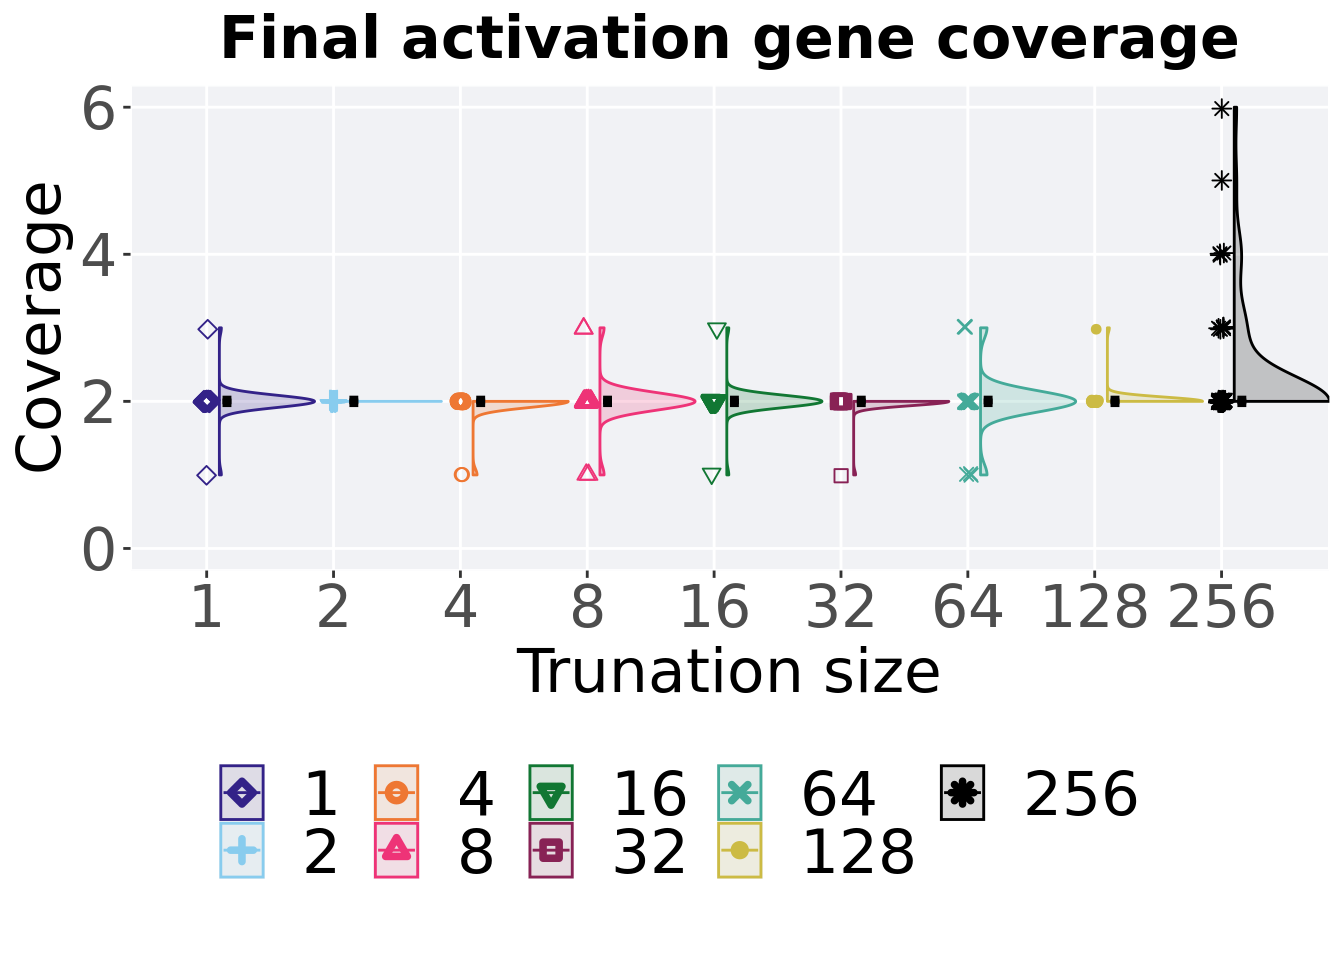 Final activation gene coverage
Coverage
6
4
2
0
1 2 4 8 16 32 64 128 256
Trunation size
1 4 16 64 256
2 8 32 128